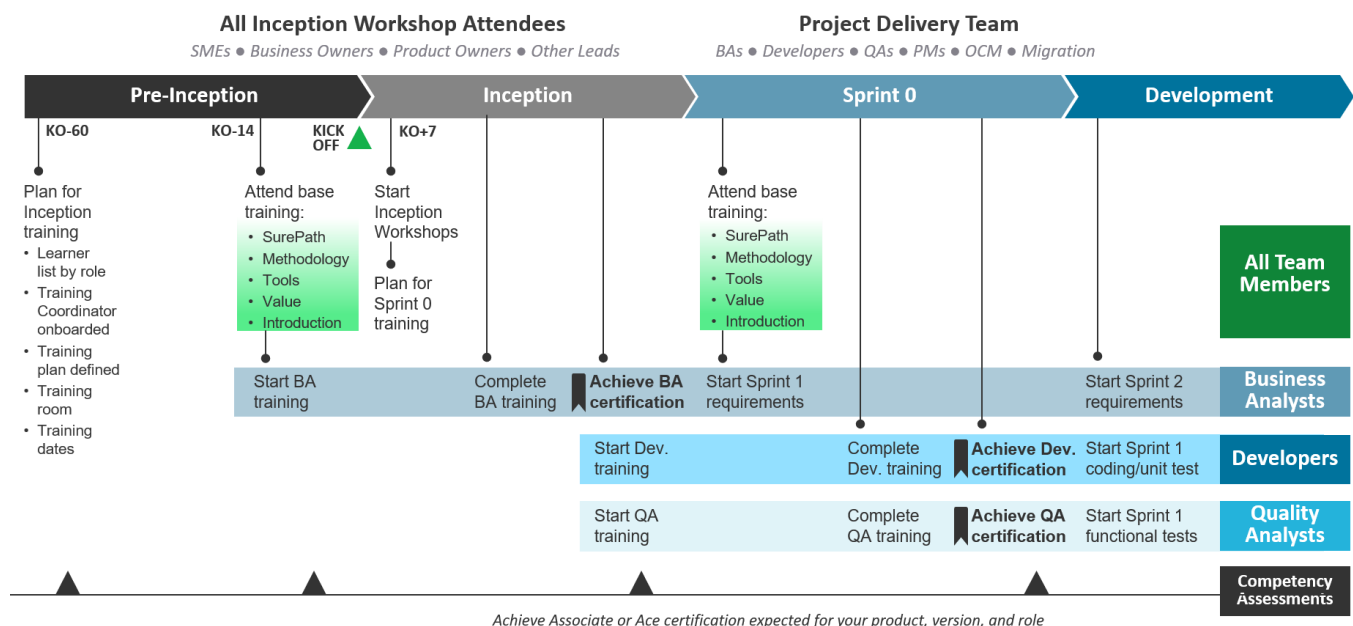 All Inception Workshop Attendees
SMEs ● Business Owners ● Product Owners ● Other Leads
Project Delivery Team
BAs ● Developers ● QAs ● PMs ● OCM ● Migration
Pre-Inception
Inception
Sprint 0
Development
KO-60
KO-14
KICK
OFF
KO+7
Plan for
Inception
training
• Learner
list by role
• Training
Coordinator
onboarded
• Training
plan defined
• Training
room
• Training
dates
Attend base
training:
• SurePath
• Methodology
• Tools
• Value
• Introduction
Start
Inception
Workshops
Plan for
Sprint 0
training
Attend base
training:
• SurePath
• Methodology
• Tools
• Value
• Introduction
All Team
Members
Start BA
training
Complete
BA training
Achieve BA
certification
Start Sprint 1
requirements
Start Sprint 2
requirements
Business
Analysts
Start Dev.
training
Complete
Dev. training
Achieve Dev.
certification
Start Sprint 1
coding/unit test
Developers
Start QA
training
Complete
QA training
Achieve QA
certification
Start Sprint 1
functional tests
Quality
Analysts
Competency
Assessments
Achieve Associate or Ace certification expected for your product, version, and role